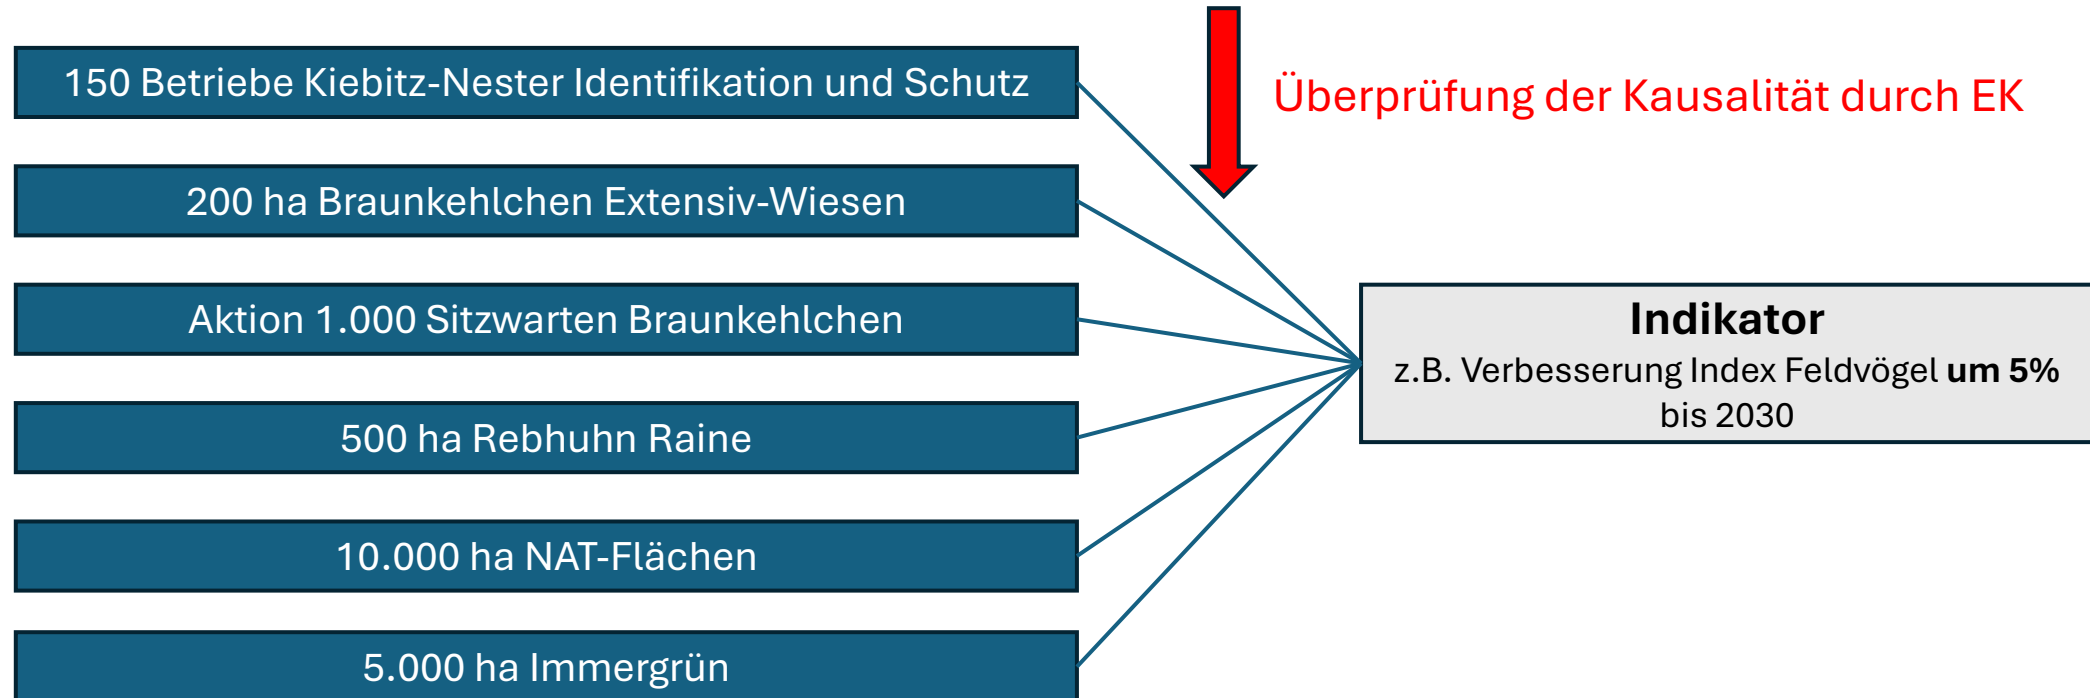 150 Betriebe Kiebitz-Nester Identifikation und Schutz
Überprüfung der Kausalität durch EK
200 ha Braunkehlchen Extensiv-Wiesen
Aktion 1.000 Sitzwarten Braunkehlchen
500 ha Rebhuhn Raine
10.000 ha NAT-Flächen
5.000 ha Immergrün
Indikator
z.B. Verbesserung Index Feldvögel um 5%
bis 2030